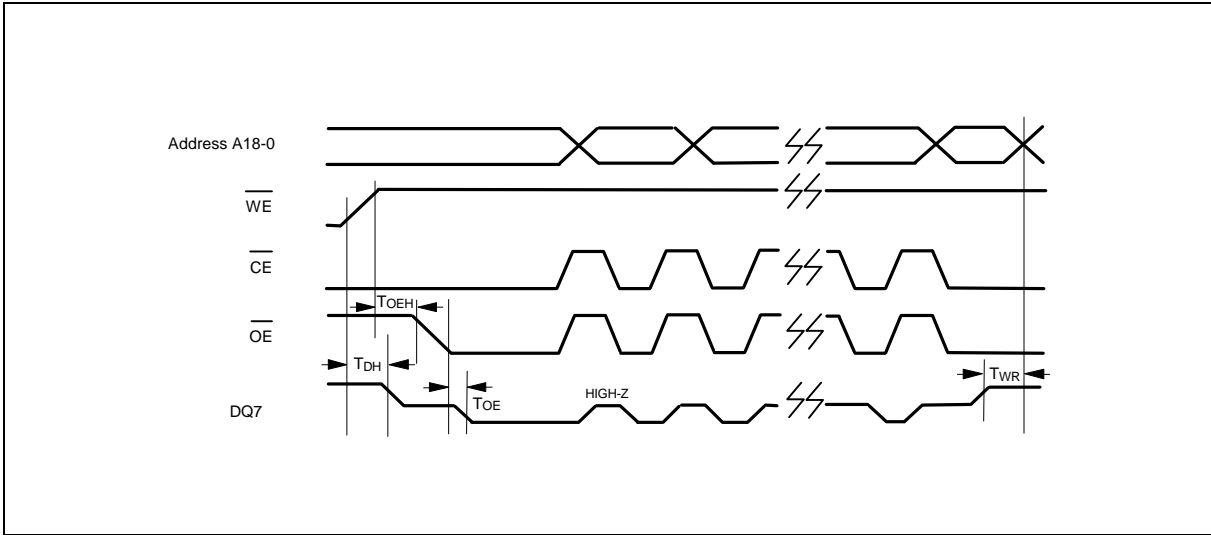 Address A18-0
WE
CE
TOEH
OE
TDH
TWR
TOE
HIGH-Z
DQ7